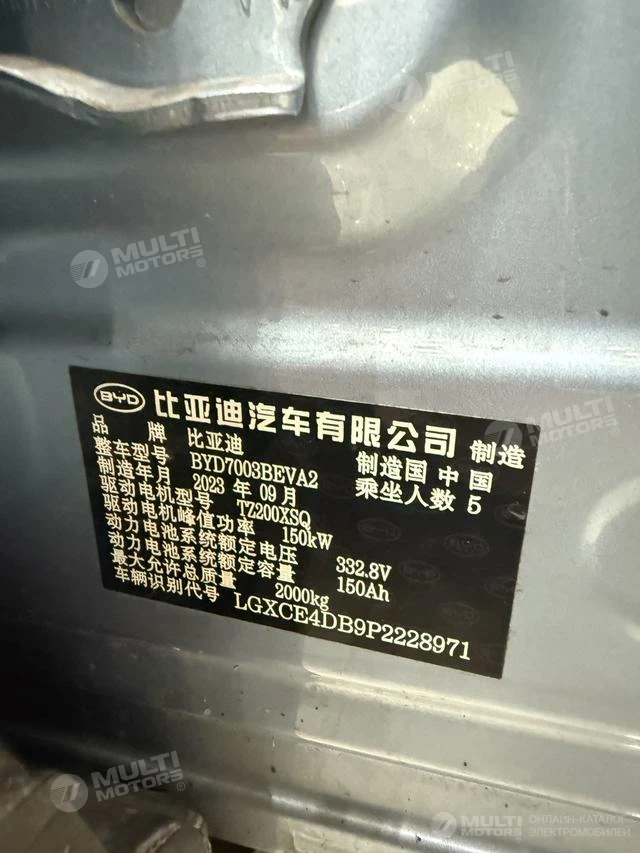 BYD 比亚迪汽车有限公司 制造
品牌 比亚迪
整车型号 BYD7003BEVA2 制造国 中国
制造年月 2023 年 09 月 乘坐人数 5
驱动电机型号 TZ200XSQ
驱动电机峰值功率 150kW
动力电池系统额定电压 332.8V
动力电池系统额定容量 150Ah
最大允许总质量 2000kg
车辆识别代号 LGXCE4DB9P2228971
MULTI MOTORS
MULTI MOTORS®
MULTI MOTORS
MULTI MOTORS®
MULTI MOTORS® ОНЛАЙН-КАТАЛОГ ЭЛЕКТРОМОБИЛЕЙ